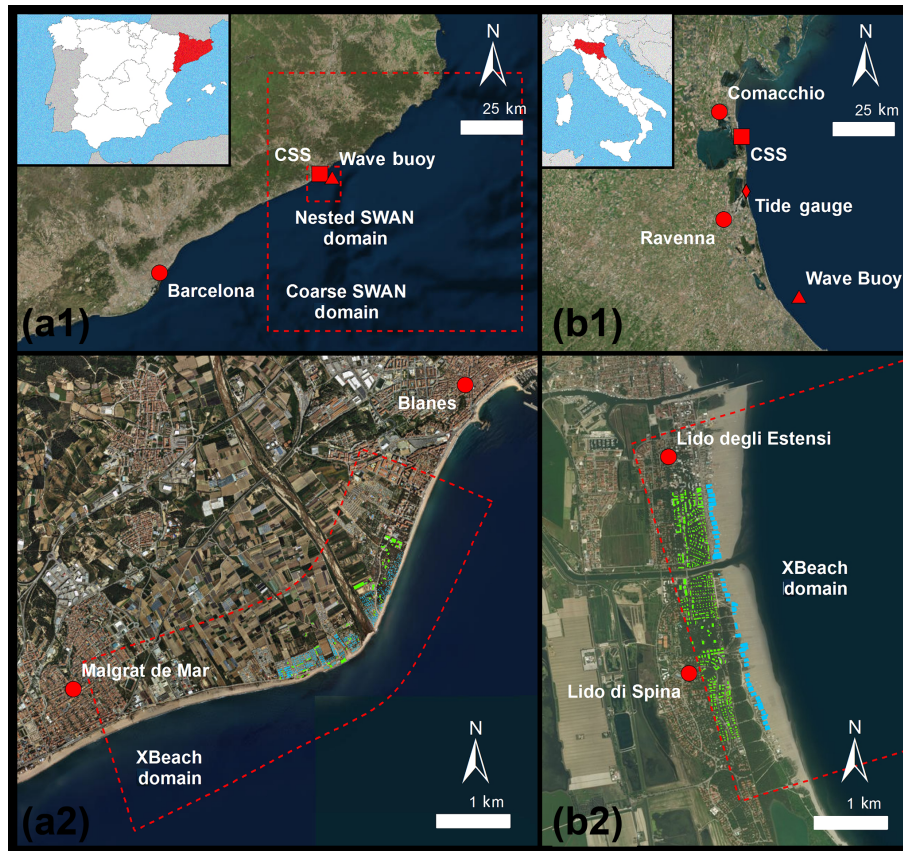 N
25 km
CSS
Wave buoy
Nested SWAN
domain
Barcelona
Coarse SWAN
domain
(a1)
N
Comacchio
25 km
CSS
Tide gauge
Ravenna
Wave Buoy
(b1)
Blanes
Malgrat de Mar
XBeach
domain
N
1 km
(a2)
Lido degli Estensi
XBeach
domain
Lido di Spina
N
1 km
(b2)